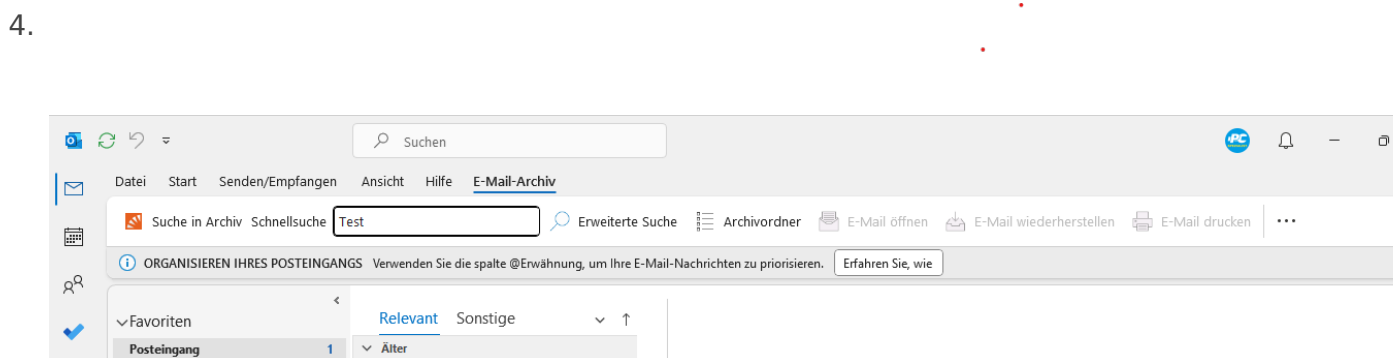 4.
Suchen
PC
Datei Start Senden/Empfangen Ansicht Hilfe E-Mail-Archiv
Suche in Archiv Schnellsuche Test Erweiterte Suche Archivordner E-Mail öffnen E-Mail wiederherstellen E-Mail drucken ...
ORGANISIEREN IHRES POSTEINGANGS Verwenden Sie die spalte @Erwähnung, um Ihre E-Mail-Nachrichten zu priorisieren. Erfahren Sie, wie
Favoriten
Relevant Sonstige
Posteingang 1
Älter